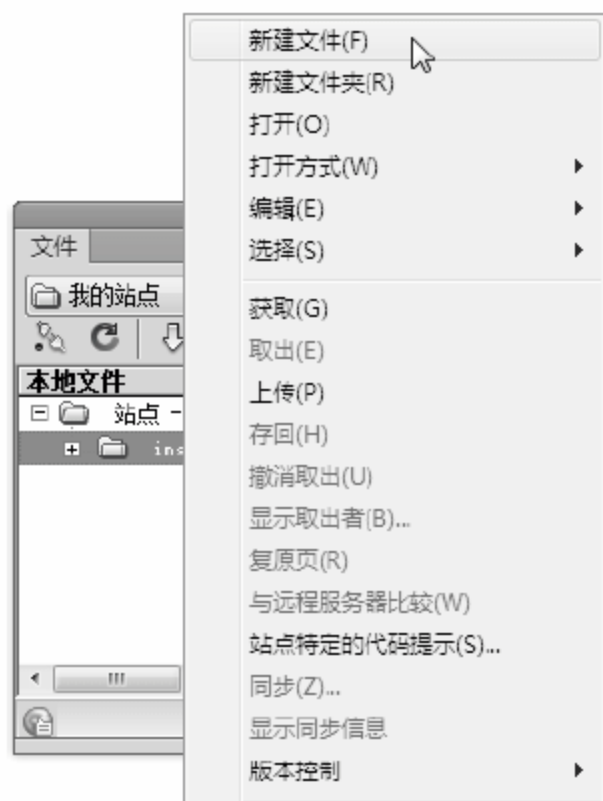 新建文件(F)
新建文件夹(R)
打开(O)
打开方式(W)
编辑(E)
选择(S)
获取(G)
取出(E)
上传(P)
存回(H)
撤消取出(U)
显示取出者(B)...
复原页(R)
与远程服务器比较(W)
站点特定的代码提示(S)...
同步(Z)...
显示同步信息
版本控制
文件
我的站点
本地文件
站点 -
ins